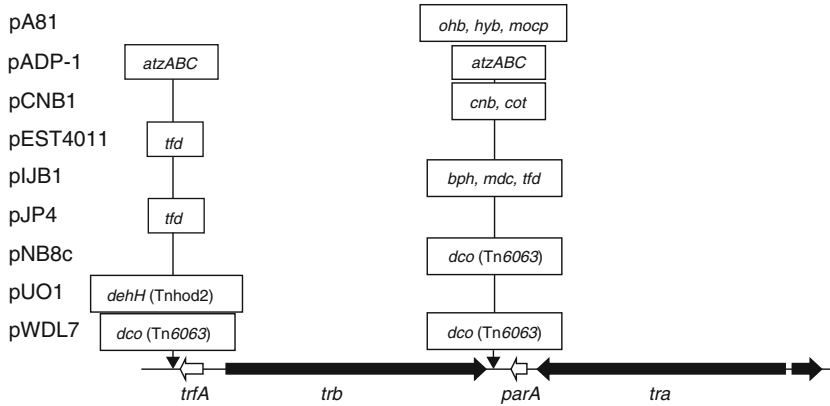 pA81 ohb, hyb, mocp
pADP-1 atzABC atzABC
pCNB1 cnb, cot
pEST4011 tfd
pIJB1 bph, mdc, tfd
pJP4 tfd
pNB8c dco (Tn6063)
pUO1 dehH (Tnhod2)
pWDL7 dco (Tn6063) dco (Tn6063)
trfA trb parA tra